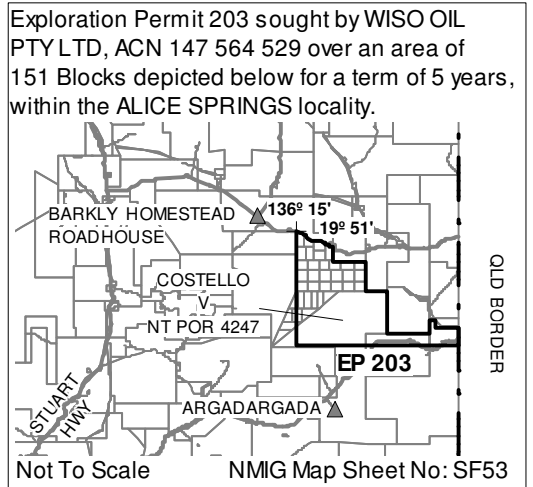 Exploration Permit 203 sought by WISO OIL
PTY LTD, ACN 147 564 529 over an area of
151 Blocks depicted below for a term of 5 years,
within the ALICE SPRINGS locality.
136º 15'
BARKLY HOMESTEAD
ROADHOUSE
19º 51'
COSTELLO
V
NT POR 4247
QLD BORDER
EP 203
STUART
HWY
ARGADARGADA
Not To Scale
NMIG Map Sheet No: SF53